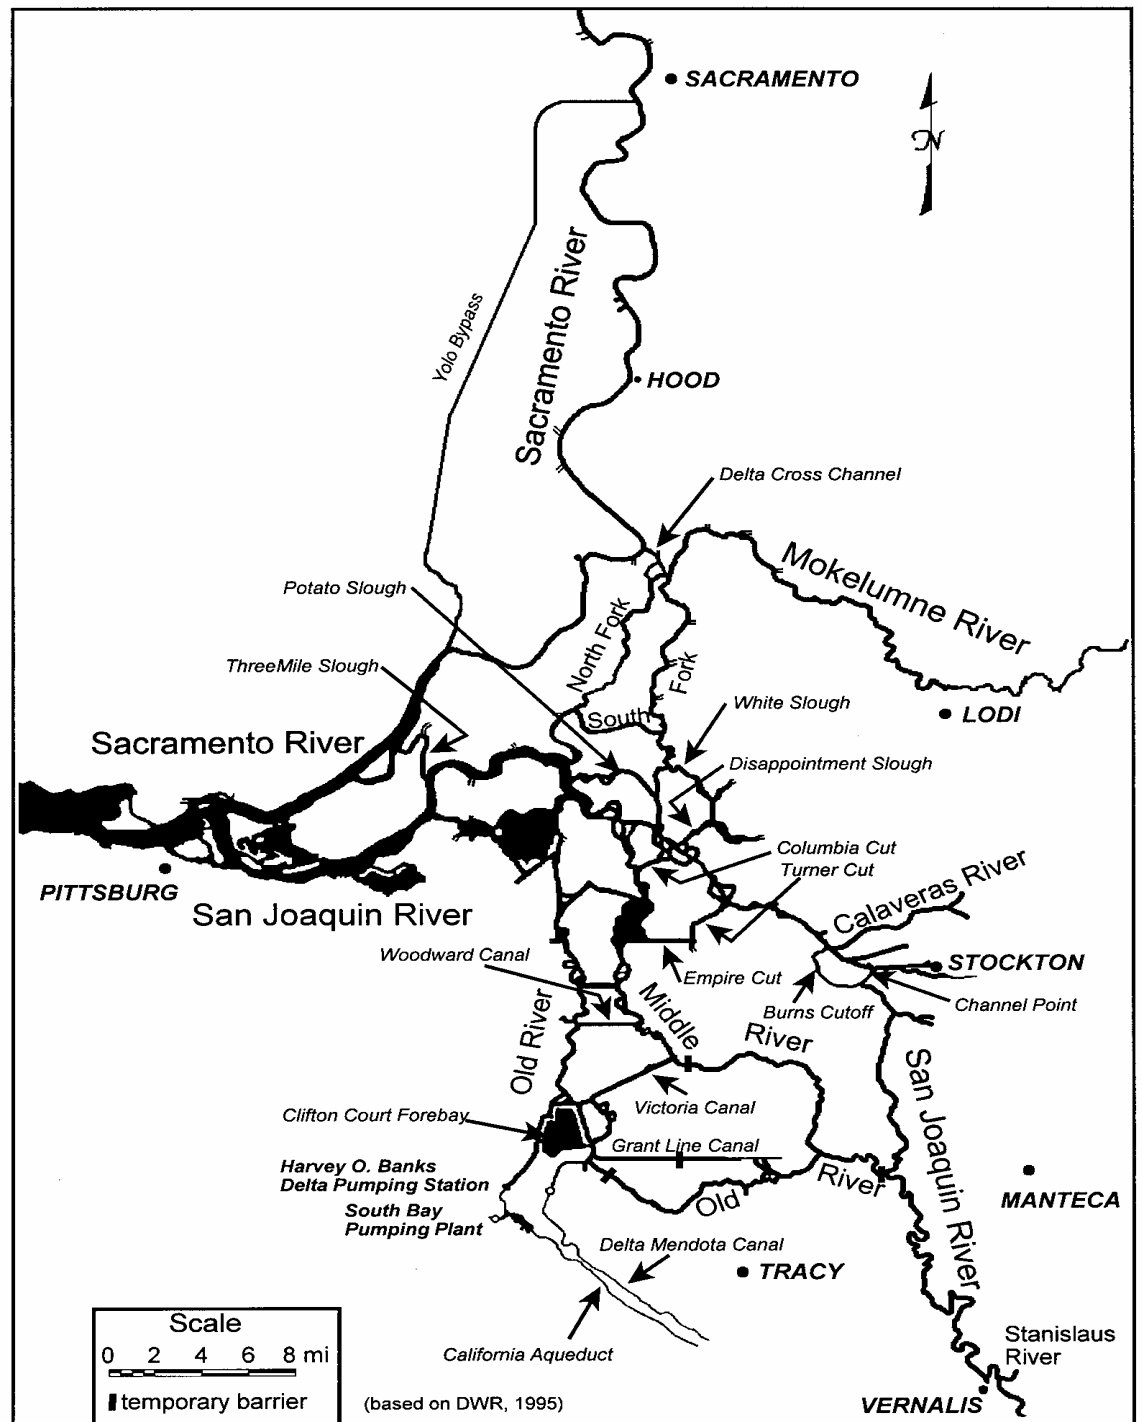 SACRAMENTO
N
Sacramento River
Yolo Bypass
HOOD
Delta Cross Channel
Mokelumne River
Potato Slough
North Fork
ThreeMile Slough
South Fork
White Slough
LODI
Sacramento River
Disappointment Slough
Columbia Cut
Turner Cut
PITTSBURG
San Joaquin River
Calaveras River
Woodward Canal
STOCKTON
Empire Cut
Channel Point
Burns Cutoff
Middle River
Old River
San Joaquin River
Victoria Canal
Clifton Court Forebay
Grant Line Canal
Harvey O. Banks
Delta Pumping Station
Old River
MANTECA
South Bay
Pumping Plant
Delta Mendota Canal
TRACY
California Aqueduct
Stanislaus
River
VERNALIS
Scale
0 2 4 6 8 mi
temporary barrier
(based on DWR, 1995)